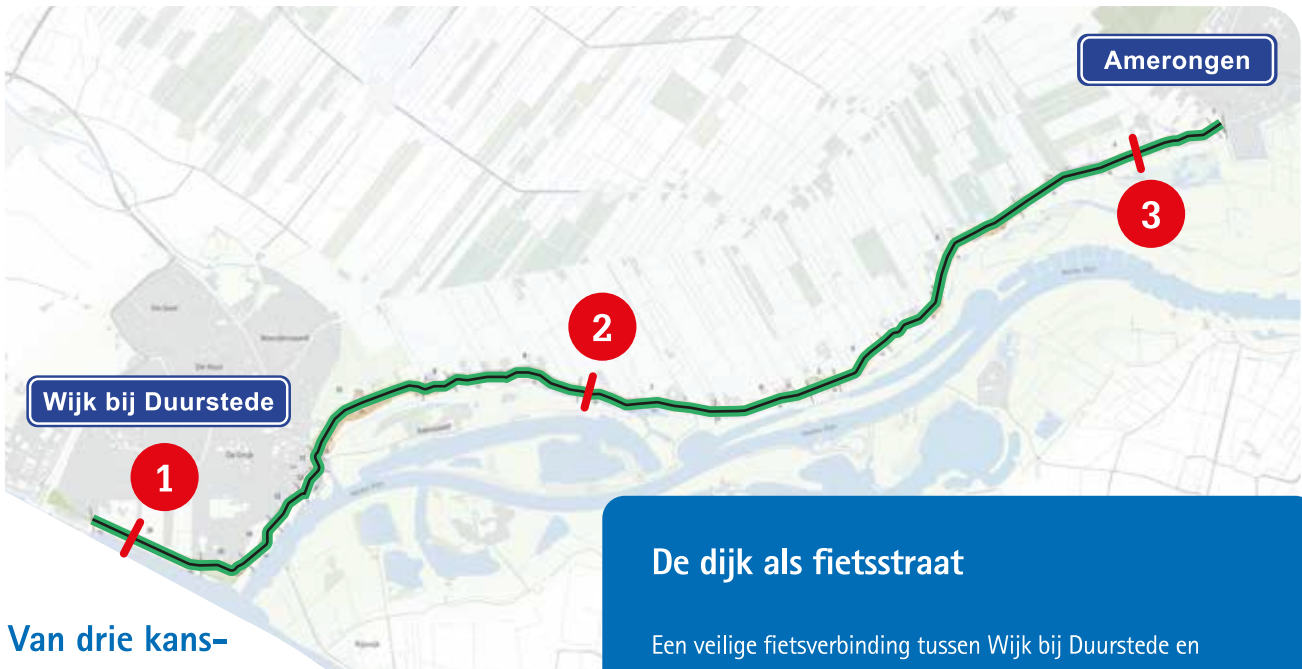 Amerongen
3
2
Wijk bij Duurstede
1
De dijk als fietsstraat
Van drie kans-
Een veilige fietsverbinding tussen Wijk bij Duurstede en